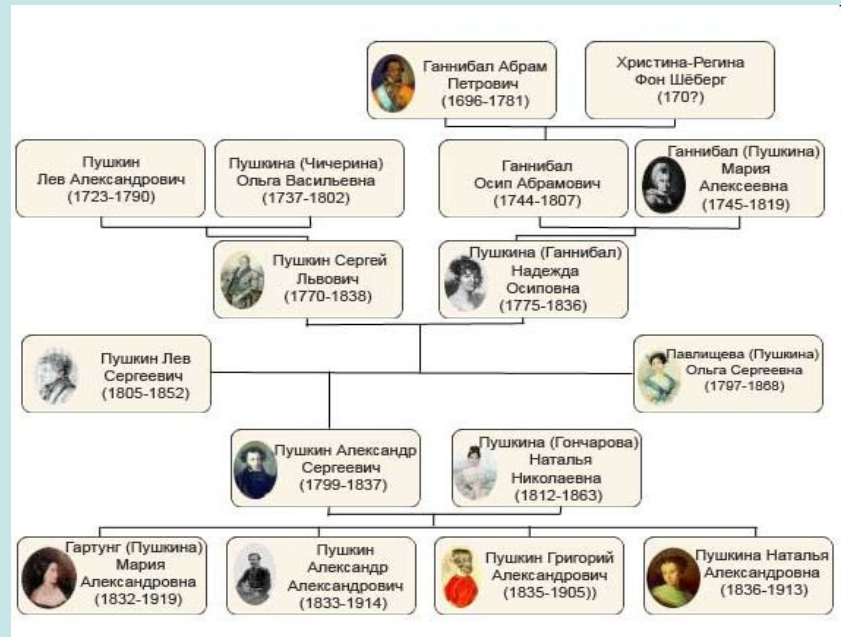 Ганнибал Абрам
Петрович
(1696-1781)
Христина-Регина
Фон Шёберг
(170?)
Пушкин
Лев Александрович
(1723-1790)
Пушкина (Чичерина)
Ольга Васильевна
(1737-1802)
Ганнибал
Осип Абрамович
(1744-1807)
Ганнибал (Пушкина)
Мария
Алексеевна
(1745-1819)
Пушкин Сергей
Львович
(1770-1838)
Пушкина (Ганнибал)
Надежда
Осиповна
(1775-1836)
Пушкин Лев
Сергеевич
(1805-1852)
Павлищева (Пушкина)
Ольга Сергеевна
(1797-1868)
Пушкин Александр
Сергеевич
(1799-1837)
Пушкина (Гончарова)
Наталья
Николаевна
(1812-1863)
Гартунг (Пушкина)
Мария
Александровна
(1832-1919)
Пушкин
Александр
Александрович
(1833-1914)
Пушкин Григорий
Александрович
(1835-1905))
Пушкина Наталья
Александровна
(1836-1913)